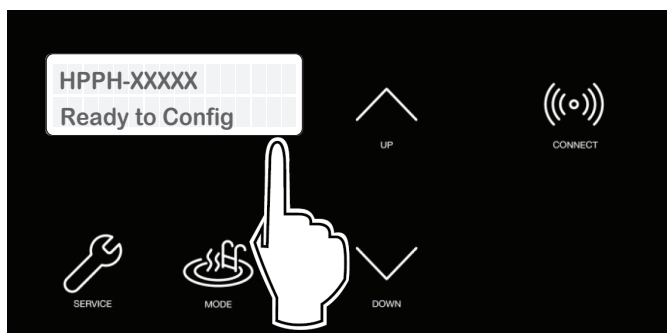 HPPH-XXXXX
Ready to Config
UP
CONNECT
SERVICE
MODE
DOWN